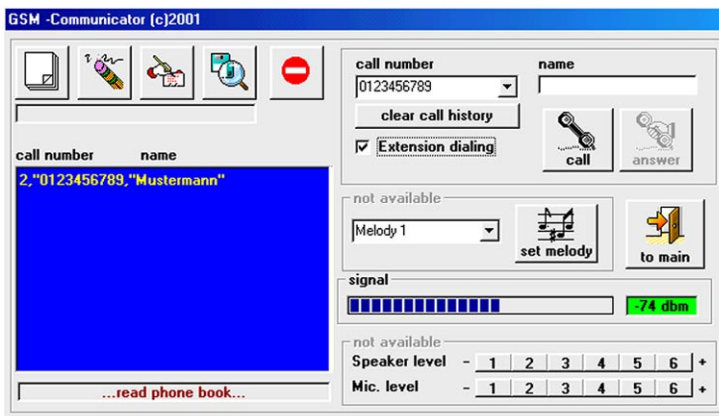 GSM -Communicator (c)2001
call number name
2,"0123456789,"Mustermann"
...read phone book...
call number name
0123456789
clear call history
Extension dialing
call answer
not available
Melody 1
set melody
to main
signal
-74 dbm
not available
Speaker level - 1 2 3 4 5 6 +
Mic. level - 1 2 3 4 5 6 +